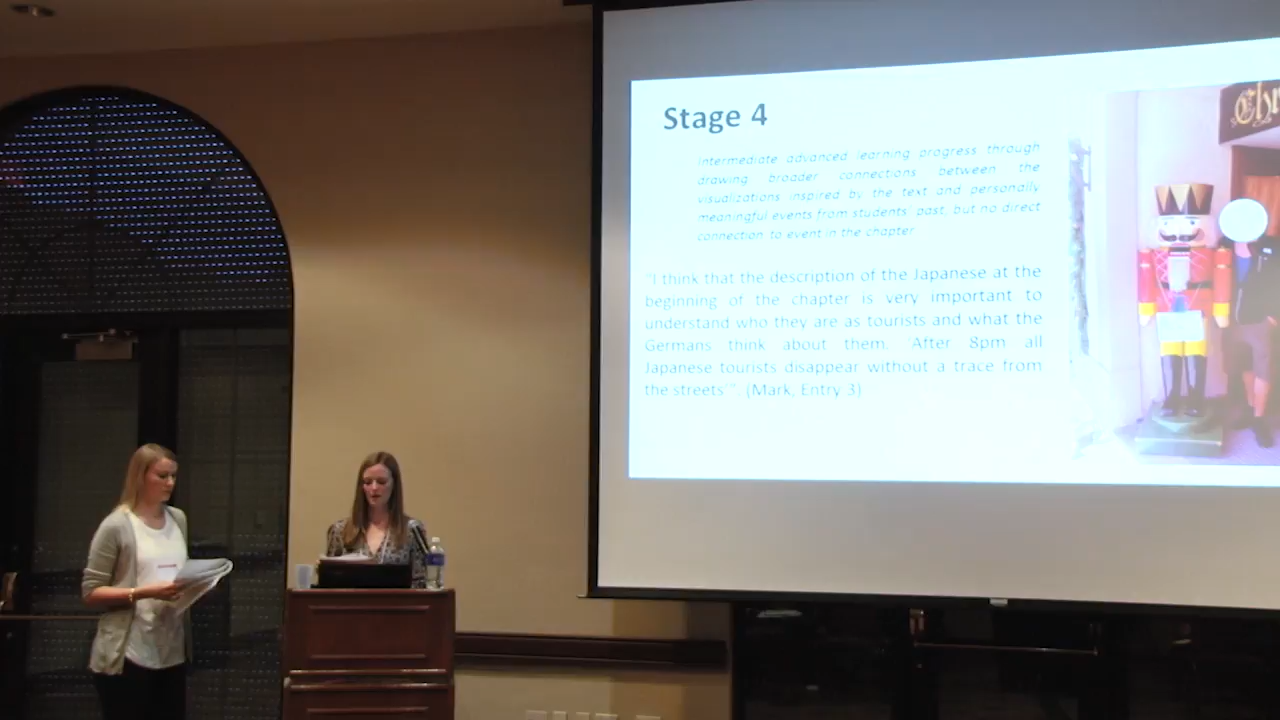 Stage 4
Intermediate advanced learning progress through
drawing broader connections between the
visualizations inspired by the text and personally
meaningful events from students' past, but no direct
connection to event in the chapter
"I think that the description of the Japanese at the
beginning of the chapter is very important to
understand who they are as tourists and what the
Germans think about them. 'After 8pm all
Japanese tourists disappear without a trace from
the streets'". (Mark, Entry 3)